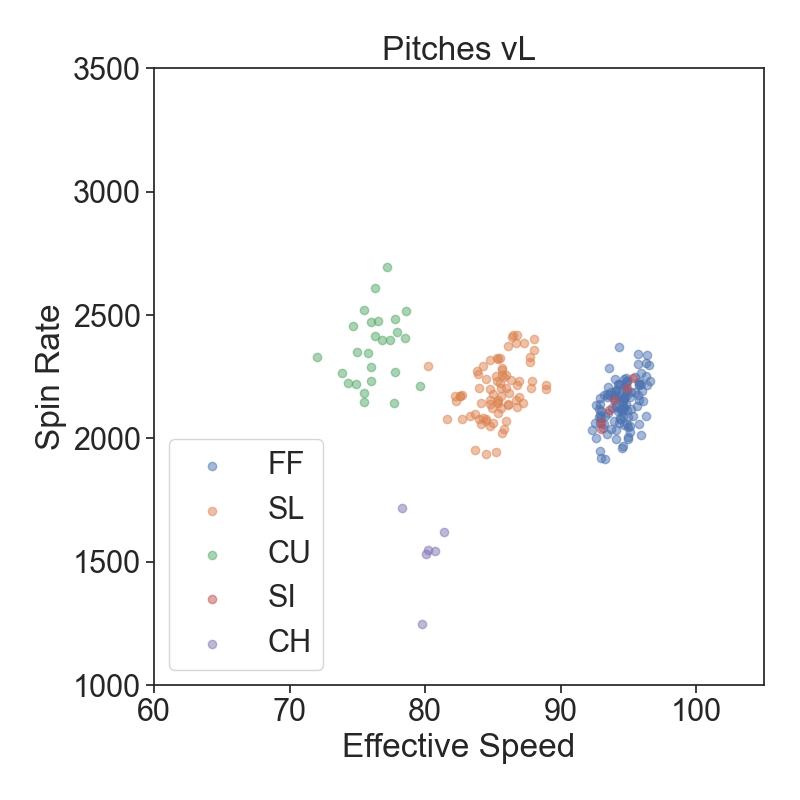 Pitches vL
3500
3000
2500
2000
1500
1000
Spin Rate
FF
SL
CU
SI
CH
60 70 80 90 100
Effective Speed